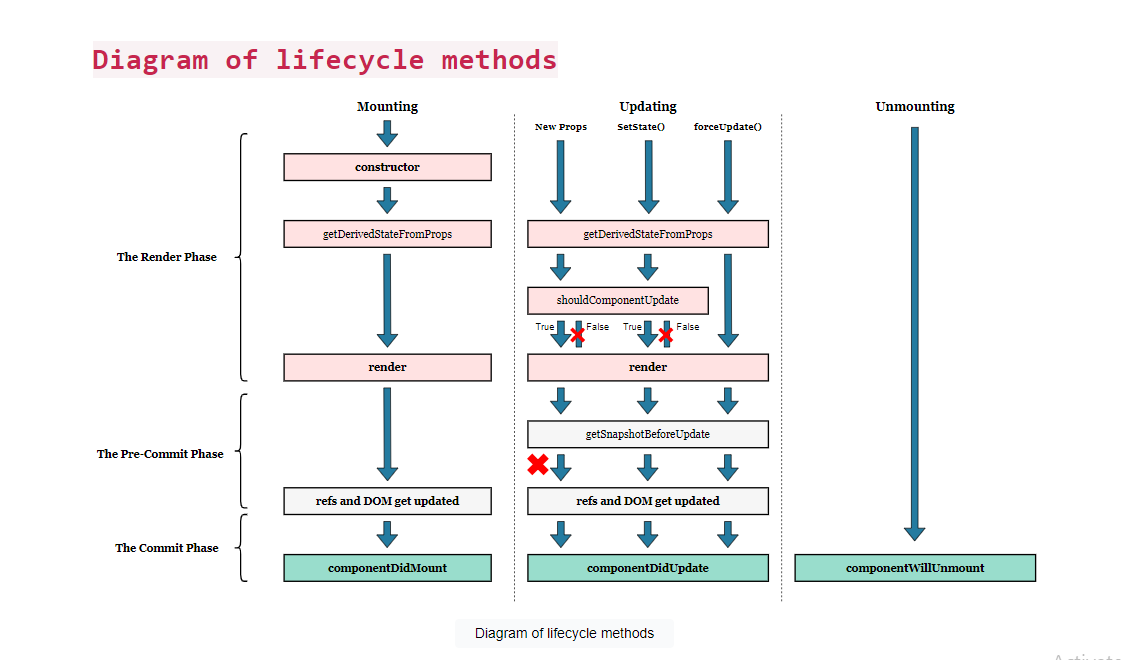 Diagram of lifecycle methods
Mounting
Updating
Unmounting
New Props
SetState()
forceUpdate()
constructor
getDerivedStateFromProps
getDerivedStateFromProps
The Render Phase
shouldComponentUpdate
True
False
True
False
render
render
getSnapshotBeforeUpdate
The Pre-Commit Phase
refs and DOM get updated
refs and DOM get updated
The Commit Phase
componentDidMount
componentDidUpdate
componentWillUnmount
Diagram of lifecycle methods